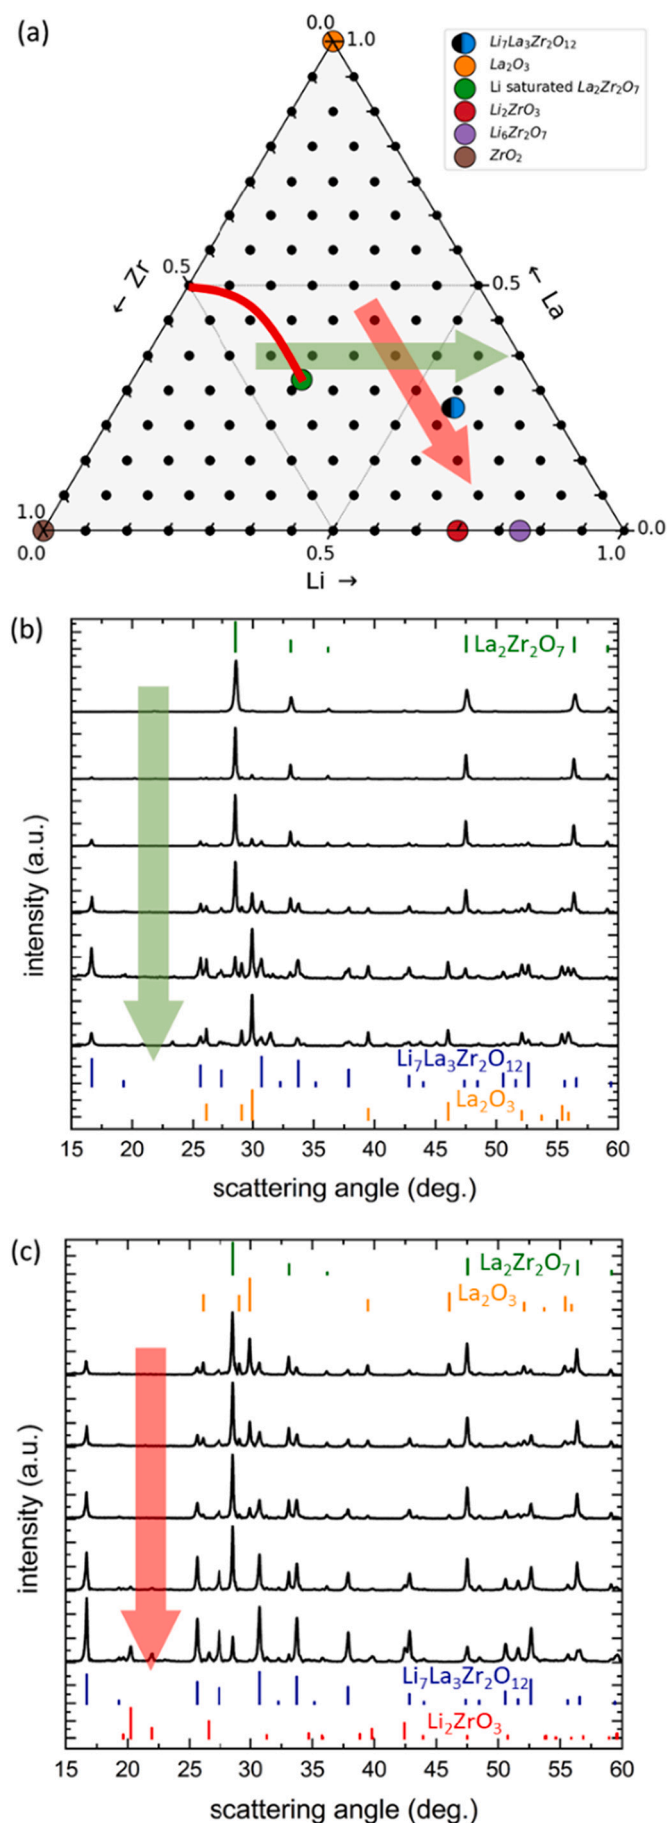 (a)
0.0
1.0
Li7La3Zr2O12
La2O3
Li saturated La2Zr2O7
Li2ZrO3
Li6Zr2O7
ZrO2
← Zr
0.5
0.5
← La
1.0
0.0
0.0
0.5
1.0
Li →
(b)
La2Zr2O7
intensity (a.u.)
Li7La3Zr2O12
La2O3
15 20 25 30 35 40 45 50 55 60
scattering angle (deg.)
(c)
La2Zr2O7
La2O3
intensity (a.u.)
Li7La3Zr2O12
Li2ZrO3
15 20 25 30 35 40 45 50 55 60
scattering angle (deg.)